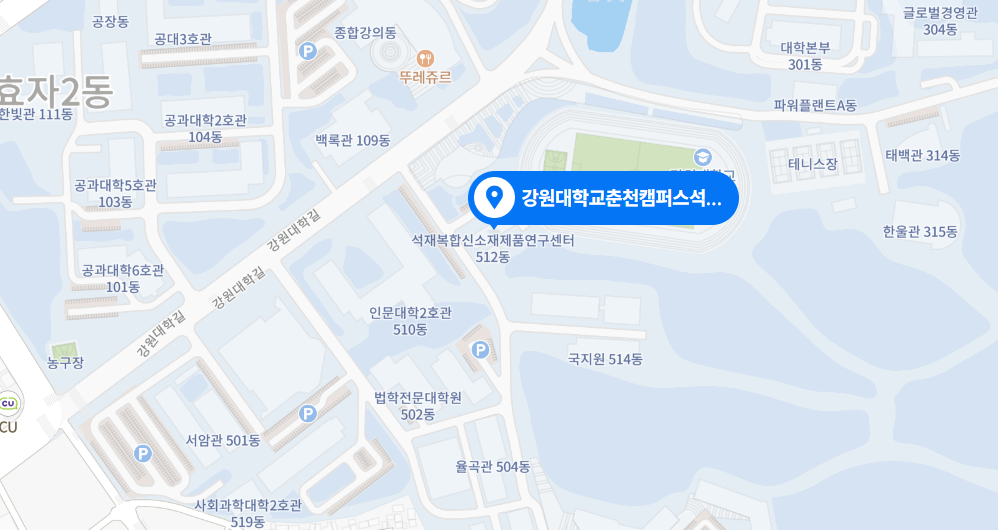 공장동
공대3호관
P
종합강의동
뚜레쥬르
대학본부
301동
글로벌경영관
304동
효자2동
한빛관 111동
공과대학2호관
104동
백록관 109동
파워플랜트A동
테니스장
태백관 314동
공과대학5호관
103동
강원대학교춘천캠퍼스석...
강원대학길
석재복합신소재제품연구센터
512동
한울관 315동
공과대학6호관
101동
강원대학길
인문대학2호관
510동
강원대학길
P
국지원 514동
농구장
CU
CU
법학전문대학원
502동
P
서암관 501동
P
율곡관 504동
사회과학대학2호관
519동